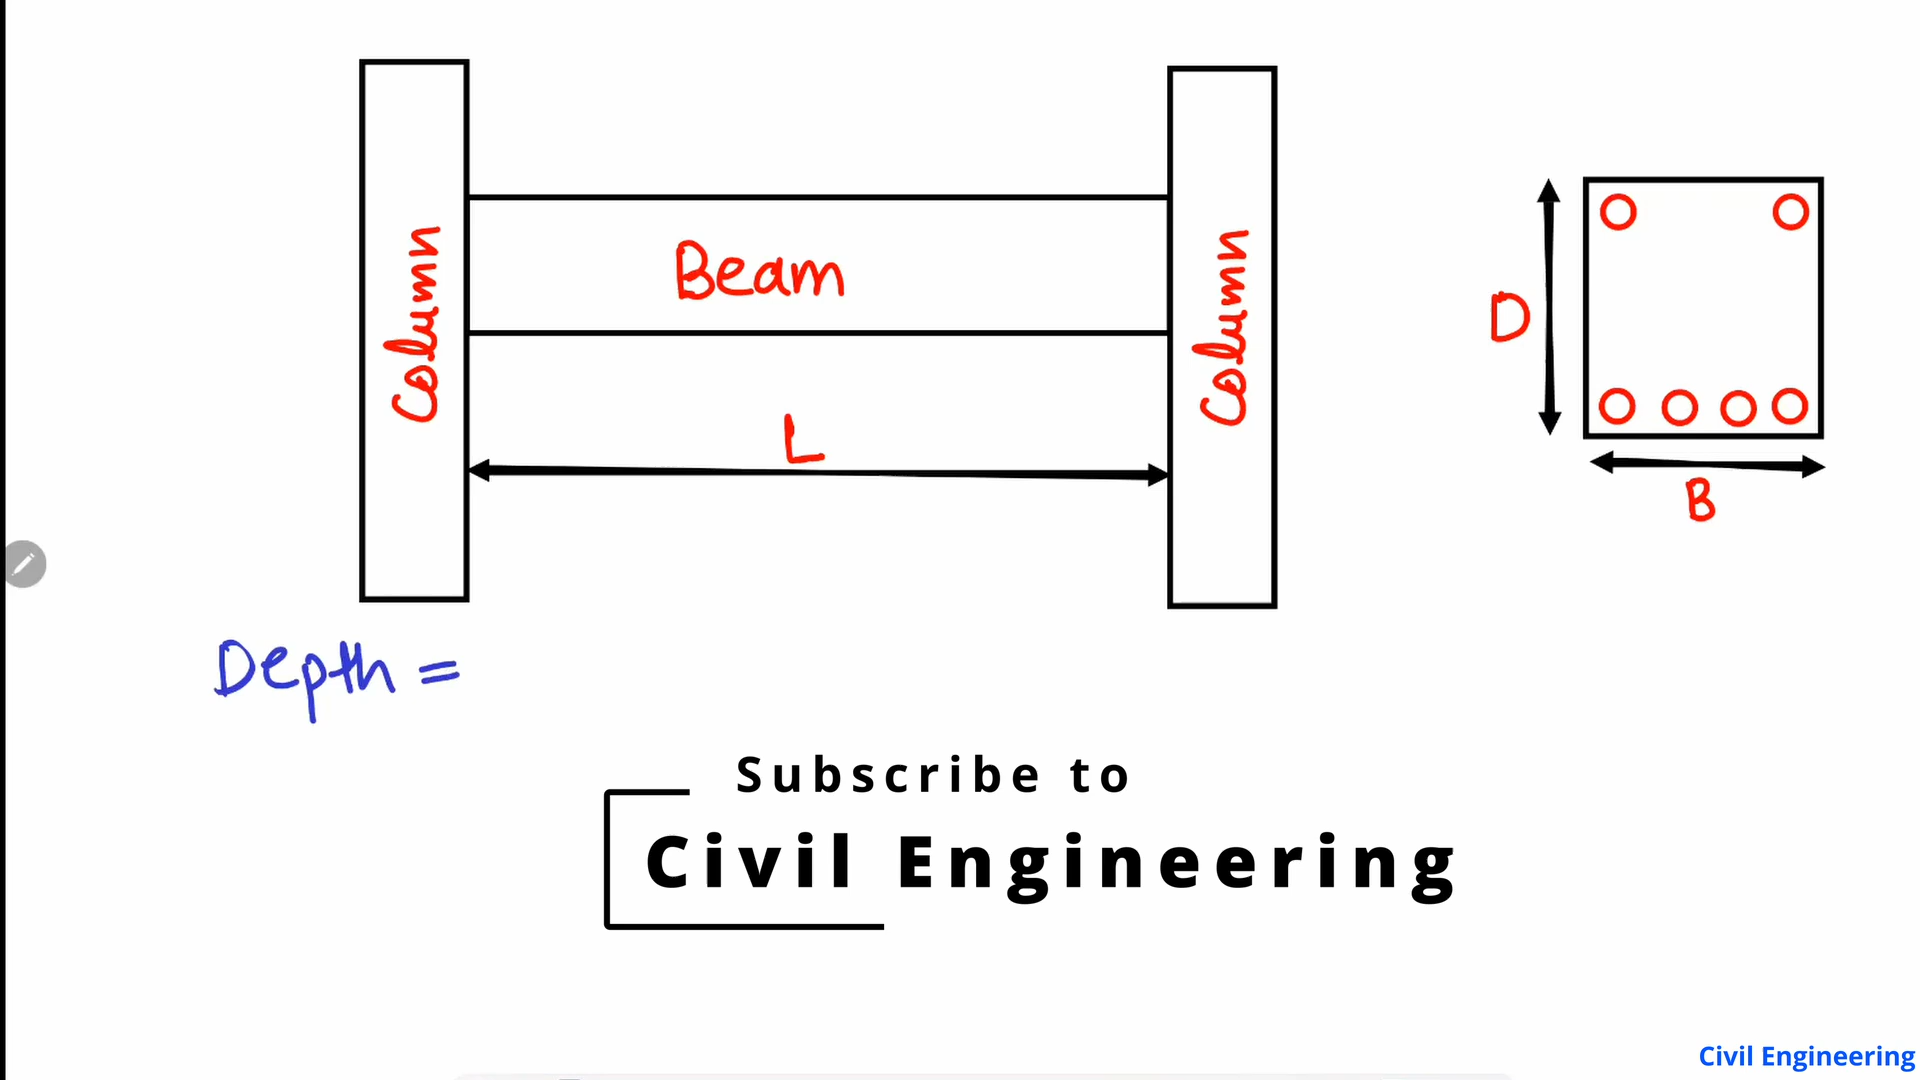 Column
Beam
Column
L
D
B
Depth =
Subscribe to
Civil Engineering
Civil Engineering